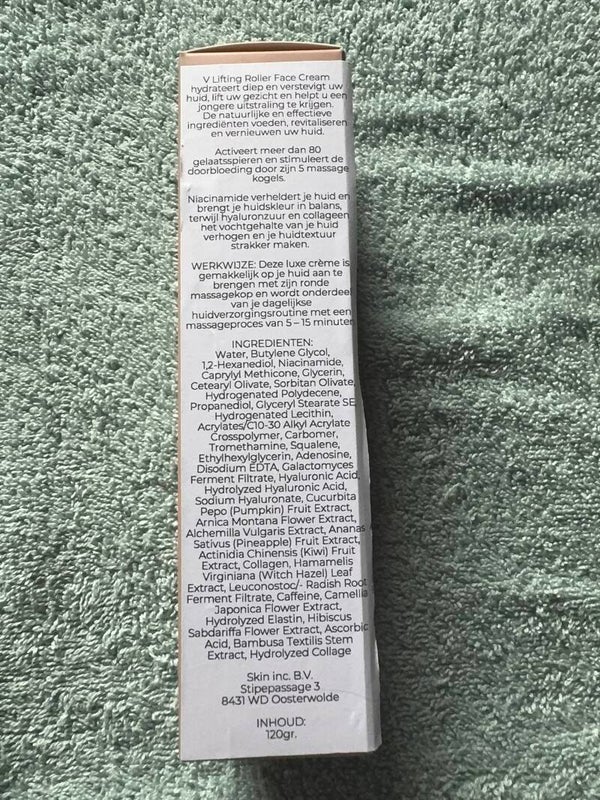 V Lifting Roller Face Cream
hydrateert diep en verstevigt uw
huid, lift uw gezicht en helpt u een
jongere uitstraling te krijgen.
De natuurlijke en effectieve
ingrediënten voeden, revitaliseren
en vernieuwen uw huid.
Activeert meer dan 80
gelaatsspieren en stimuleert de
doorbloeding door zijn 5 massage
kogels.
Niacinamide verheldert je huid en
brengt je huidskleur in balans,
terwijl hyaluronzuur en collageen
het vochtgehalte van je huid
verhogen en je huidtextuur
strakker maken.
WERKWIJZE: Deze luxe crème is
gemakkelijk op je huid aan te
brengen met zijn ronde
massagekop en wordt onderdeel
van je dagelijkse
huidverzorgingsroutine met een
massageproces van 5 – 15 minuten
INGREDIENTEN:
Water, Butylene Glycol,
1,2-Hexanediol, Niacinamide,
Caprylyl Methicone, Glycerin,
Cetearyl Olivate, Sorbitan Olivate,
Hydrogenated Polydecene,
Propanediol, Glyceryl Stearate SE,
Hydrogenated Lecithin,
Acrylates/C10-30 Alkyl Acrylate
Crosspolymer, Carbomer,
Tromethamine, Squalene,
Ethylhexylglycerin, Adenosine,
Disodium EDTA, Galactomyces
Ferment Filtrate, Hyaluronic Acid,
Hydrolyzed Hyaluronic Acid,
Sodium Hyaluronate, Cucurbita
Pepo (Pumpkin) Fruit Extract,
Arnica Montana Flower Extract,
Alchemilla Vulgaris Extract, Ananas
Sativus (Pineapple) Fruit Extract,
Actinidia Chinensis (Kiwi) Fruit
Extract, Collagen, Hamamelis
Virginiana (Witch Hazel) Leaf
Extract, Leuconostoc/- Radish Root
Ferment Filtrate, Caffeine, Camellia
Japonica Flower Extract,
Hydrolyzed Elastin, Hibiscus
Sabdariffa Flower Extract, Ascorbic
Acid, Bambusa Textilis Stem
Extract, Hydrolyzed Collage
Skin inc. B.V.
Stipepassage 3
8431 WD Oosterwolde
INHOUD:
120gr.